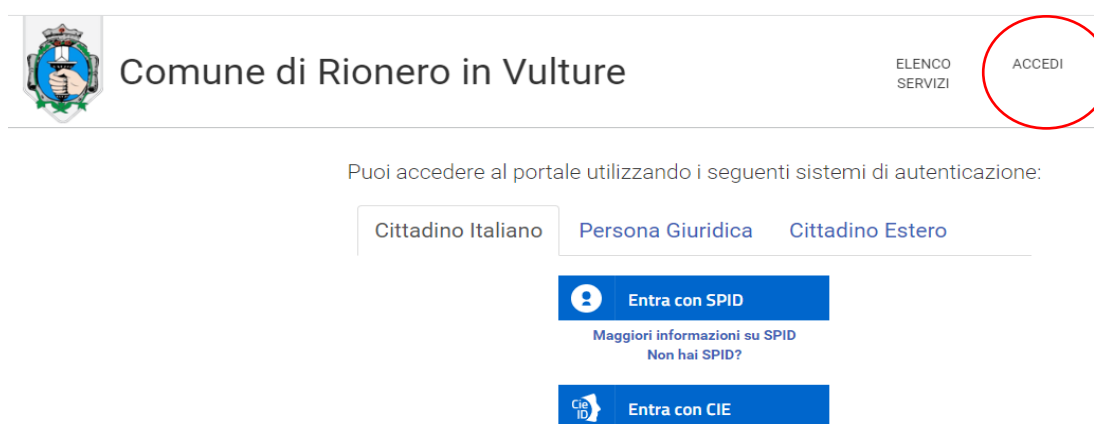 Comune di Rionero in Vulture
ELENCO
SERVIZI
ACCEDI
Puoi accedere al portale utilizzando i seguenti sistemi di autenticazione:
Cittadino Italiano Persona Giuridica Cittadino Estero
Entra con SPID
Maggiori informazioni su SPID
Non hai SPID?
Cie
ID
Entra con CIE